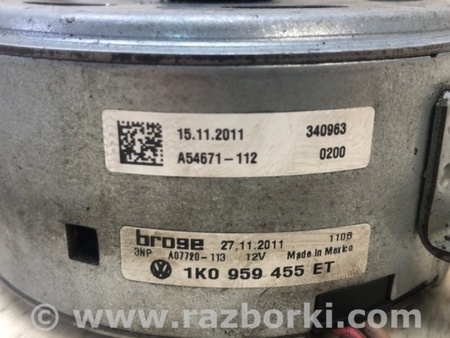 15.11.2011 340963
A54671-112 0200
brose 27.11.2011 1106
3NP A07720-113 12V Made in Mexico
1K0 959 455 ET
www.razborki.com